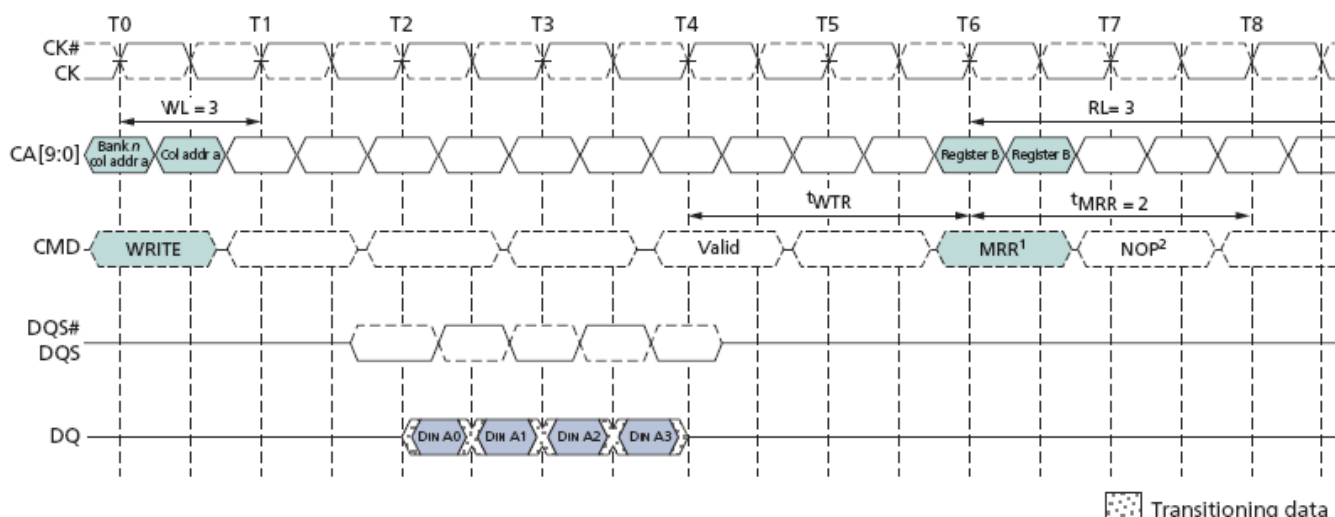 T0 T1 T2 T3 T4 T5 T6 T7 T8
CK#
CK
WL = 3 RL= 3
CA[9:0] Bank n col addr a Col addr a Register B Register B
tWTR tMRR = 2
CMD WRITE Valid MRR1 NOP2
DQS#
DQS
DQ DIN A0 DIN A1 DIN A2 DIN A3
Transitioning data